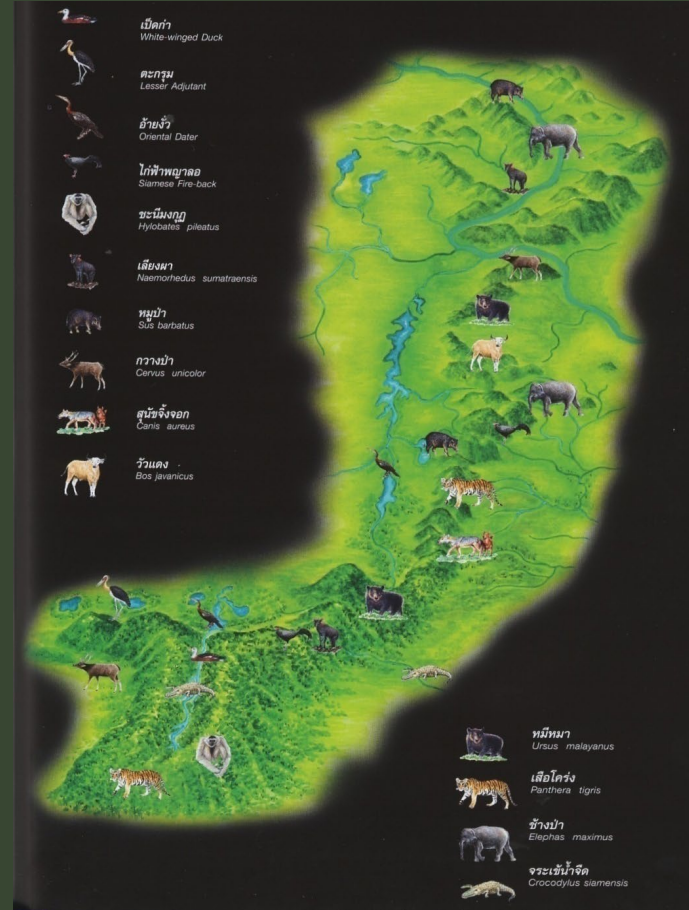 เป็ดก่า
White-winged Duck
ตะกรุม
Lesser Adjutant
อ้ายงั่ว
Oriental Dater
ไก่ฟ้าพญาลอ
Siamese Fire-back
ชะนีมงกุฎ
Hylobates pileatus
เลียงผา
Naemorhedus sumatraensis
หมูป่า
Sus barbatus
กวางป่า
Cervus unicolor
สุนัขจิ้งจอก
Canis aureus
วัวแดง
Bos javanicus
หมีหมา
Ursus malayanus
เสือโคร่ง
Panthera tigris
ช้างป่า
Elephas maximus
จระเข้น้ำจืด
Crocodylus siamensis